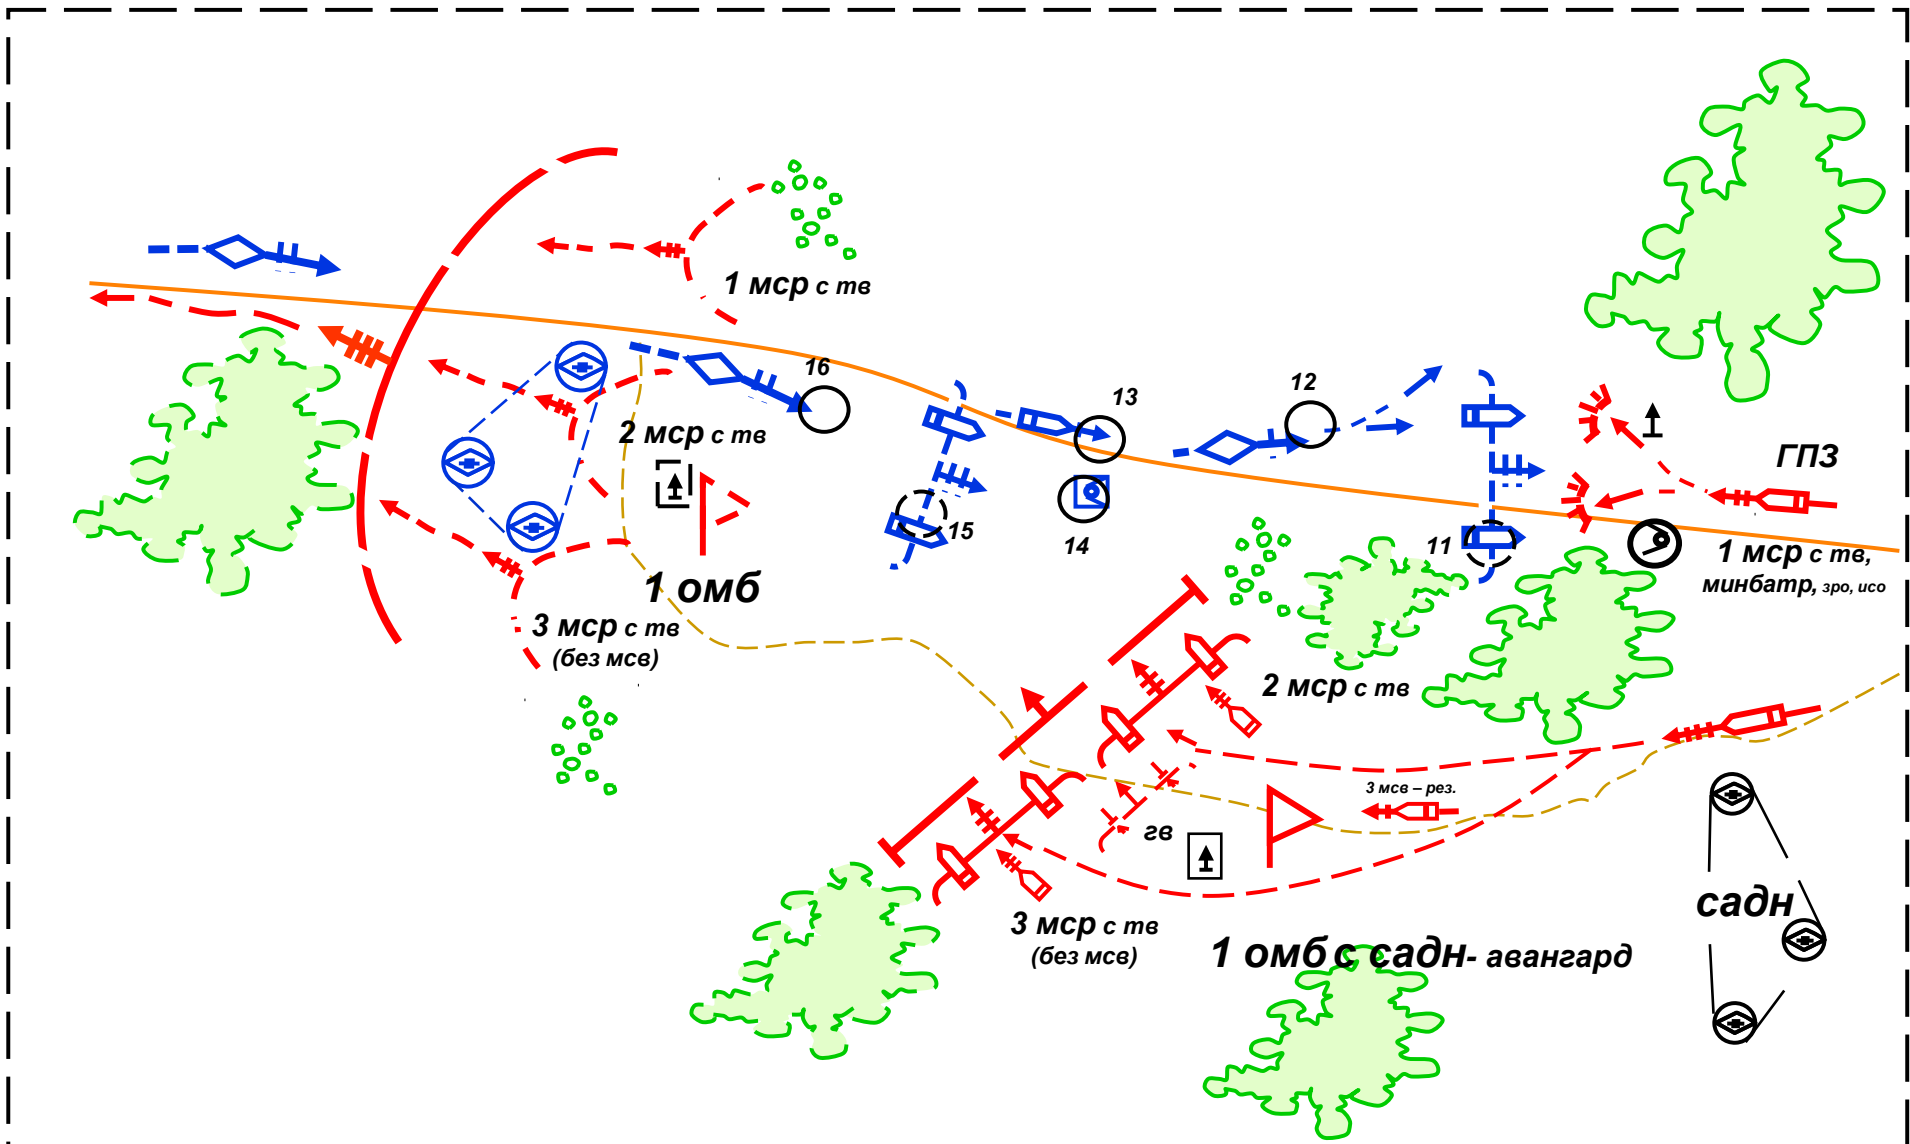 1 мср с тв
16
13
12
2 мср с тв
ГПЗ
15
14
11
1 мср с тв,
минбатр, зро, исо
1 омб
3 мср с тв
(без мсв)
2 мср с тв
3 мсв – рез.
гв
садн
3 мср с тв
(без мсв)
1 омб с садн- авангард